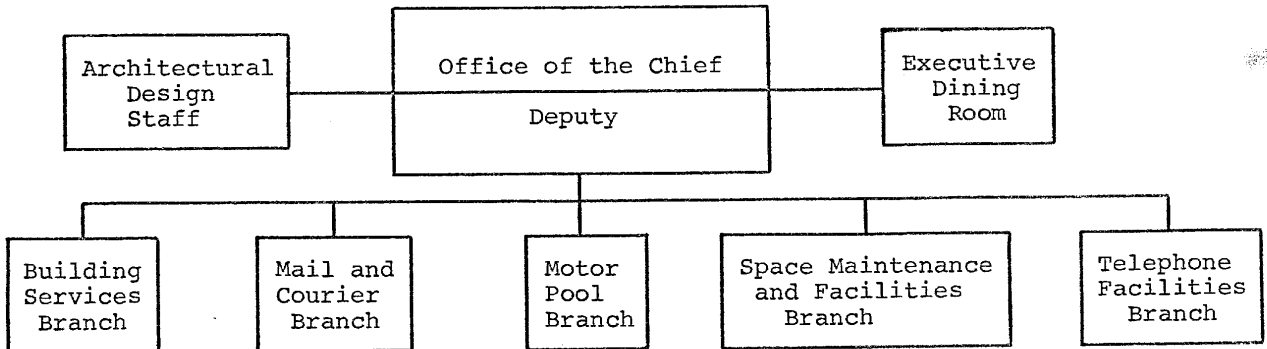 Architectural
Design
Staff
Office of the Chief
Deputy
Executive
Dining
Room
Building
Services
Branch
Mail and
Courier
Branch
Motor
Pool
Branch
Space Maintenance
and Facilities
Branch
Telephone
Facilities
Branch